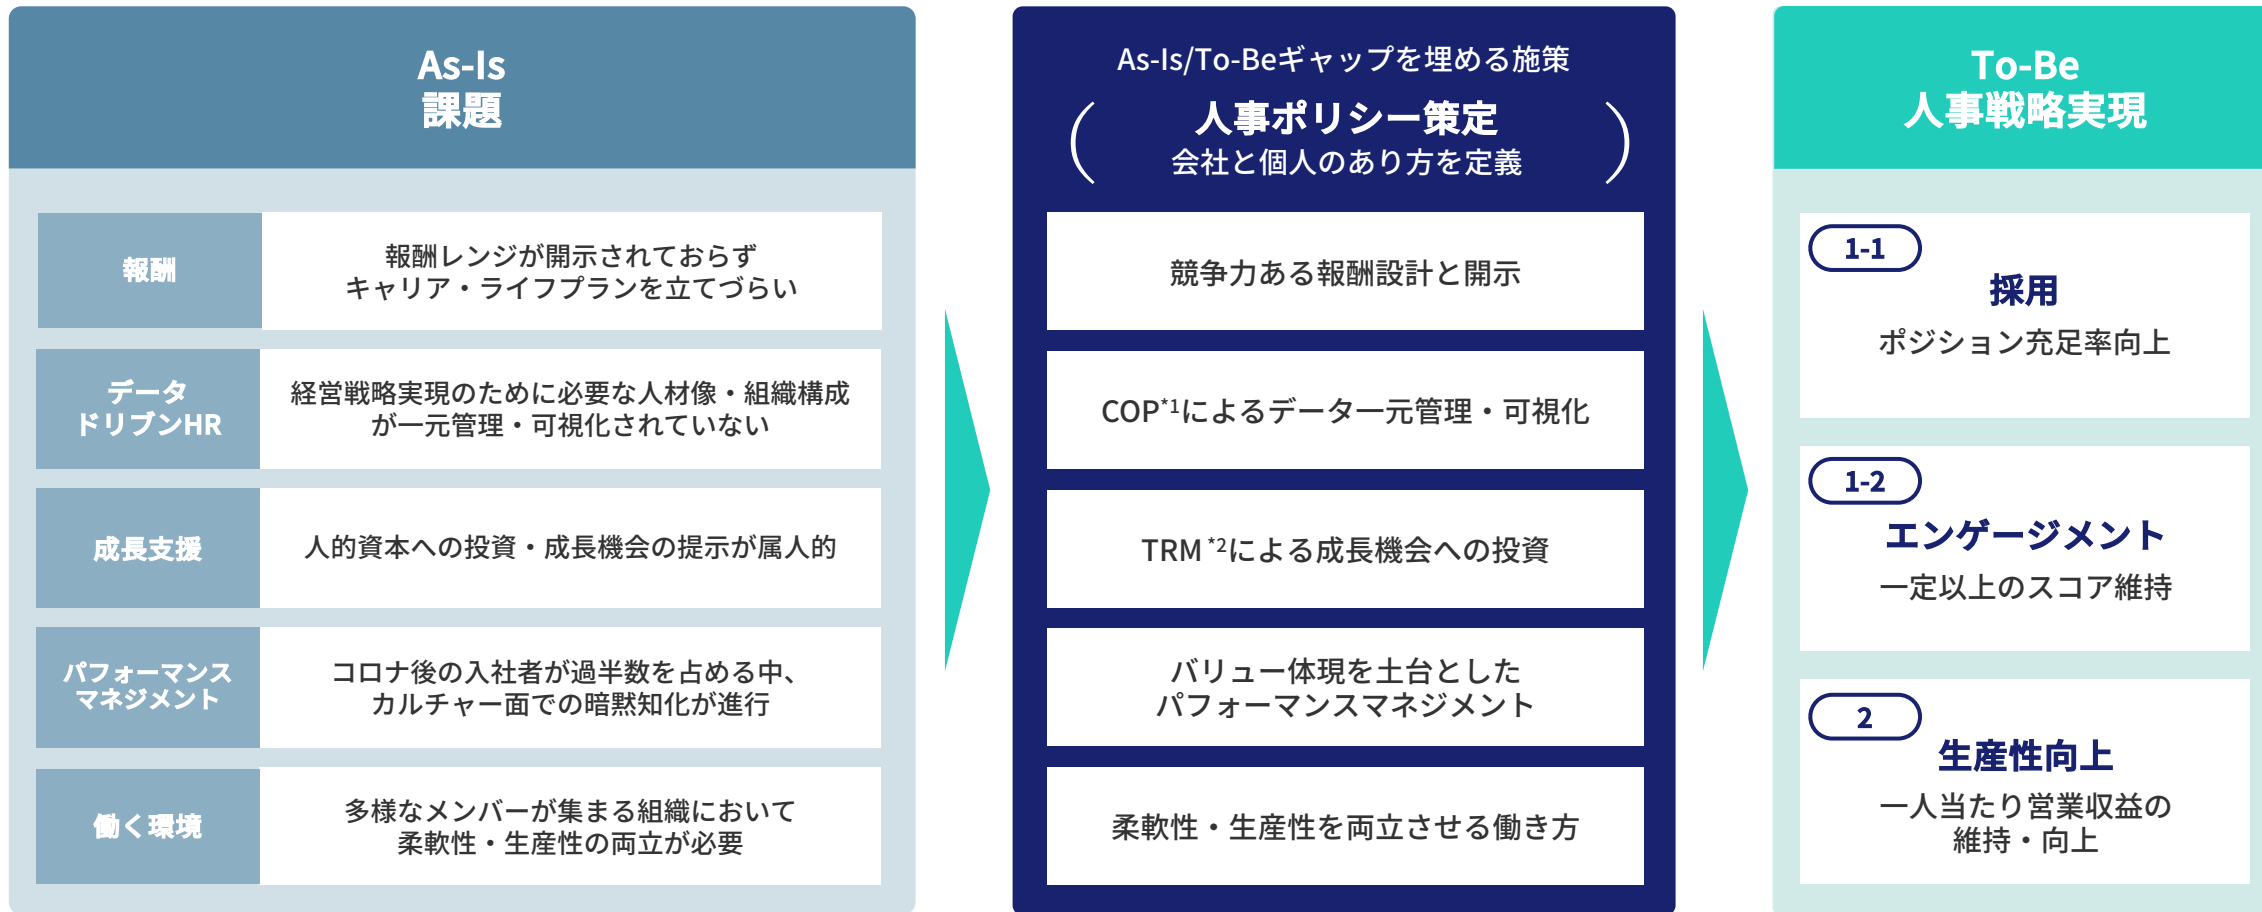 As-Is
課題
報酬
報酬レンジが開示されておらず
キャリア・ライフプランを立てづらい
データ
ドリブンHR
経営戦略実現のために必要な人材像・組織構成
が一元管理・可視化されていない
成長支援
人的資本への投資・成長機会の提示が属人的
パフォーマンス
マネジメント
コロナ後の入社者が過半数を占める中、
カルチャー面での暗黙知化が進行
働く環境
多様なメンバーが集まる組織において
柔軟性・生産性の両立が必要
As-Is/To-Beギャップを埋める施策
人事ポリシー策定
会社と個人のあり方を定義
競争力ある報酬設計と開示
COP*1によるデータ一元管理・可視化
TRM*2による成長機会への投資
バリュー体現を土台とした
パフォーマンスマネジメント
柔軟性・生産性を両立させる働き方
To-Be
人事戦略実現
1-1
採用
ポジション充足率向上
1-2
エンゲージメント
一定以上のスコア維持
2
生産性向上
一人当たり営業収益の
維持・向上